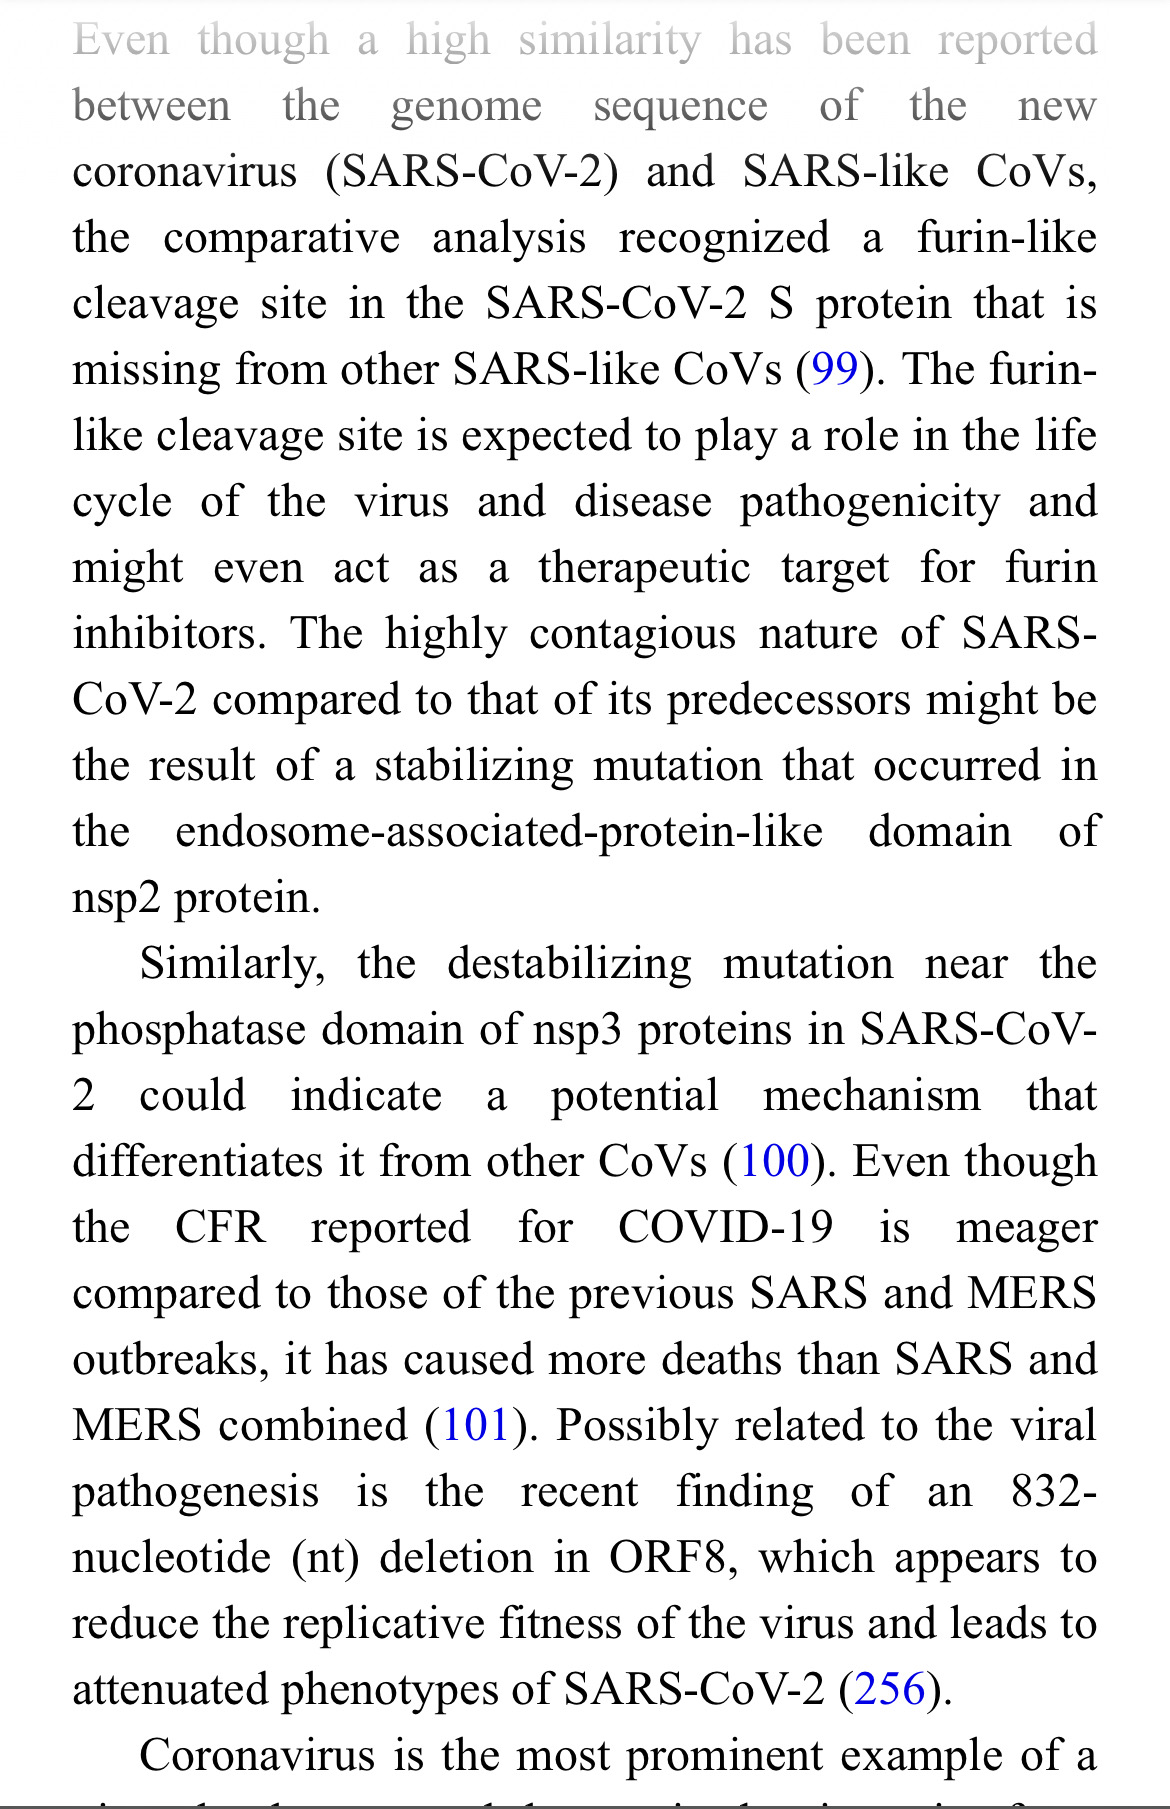 Even though a high similarity has been reported
between the genome sequence of the new
coronavirus (SARS-CoV-2) and SARS-like CoVs,
the comparative analysis recognized a furin-like
cleavage site in the SARS-CoV-2 S protein that is
missing from other SARS-like CoVs (99). The furin-
like cleavage site is expected to play a role in the life
cycle of the virus and disease pathogenicity and
might even act as a therapeutic target for furin
inhibitors. The highly contagious nature of SARS-
CoV-2 compared to that of its predecessors might be
the result of a stabilizing mutation that occurred in
the endosome-associated-protein-like domain of
nsp2 protein.
Similarly, the destabilizing mutation near the
phosphatase domain of nsp3 proteins in SARS-CoV-
2 could indicate a potential mechanism that
differentiates it from other CoVs (100). Even though
the CFR reported for COVID-19 is meager
compared to those of the previous SARS and MERS
outbreaks, it has caused more deaths than SARS and
MERS combined (101). Possibly related to the viral
pathogenesis is the recent finding of an 832-
nucleotide (nt) deletion in ORF8, which appears to
reduce the replicative fitness of the virus and leads to
attenuated phenotypes of SARS-CoV-2 (256).
Coronavirus is the most prominent example of a